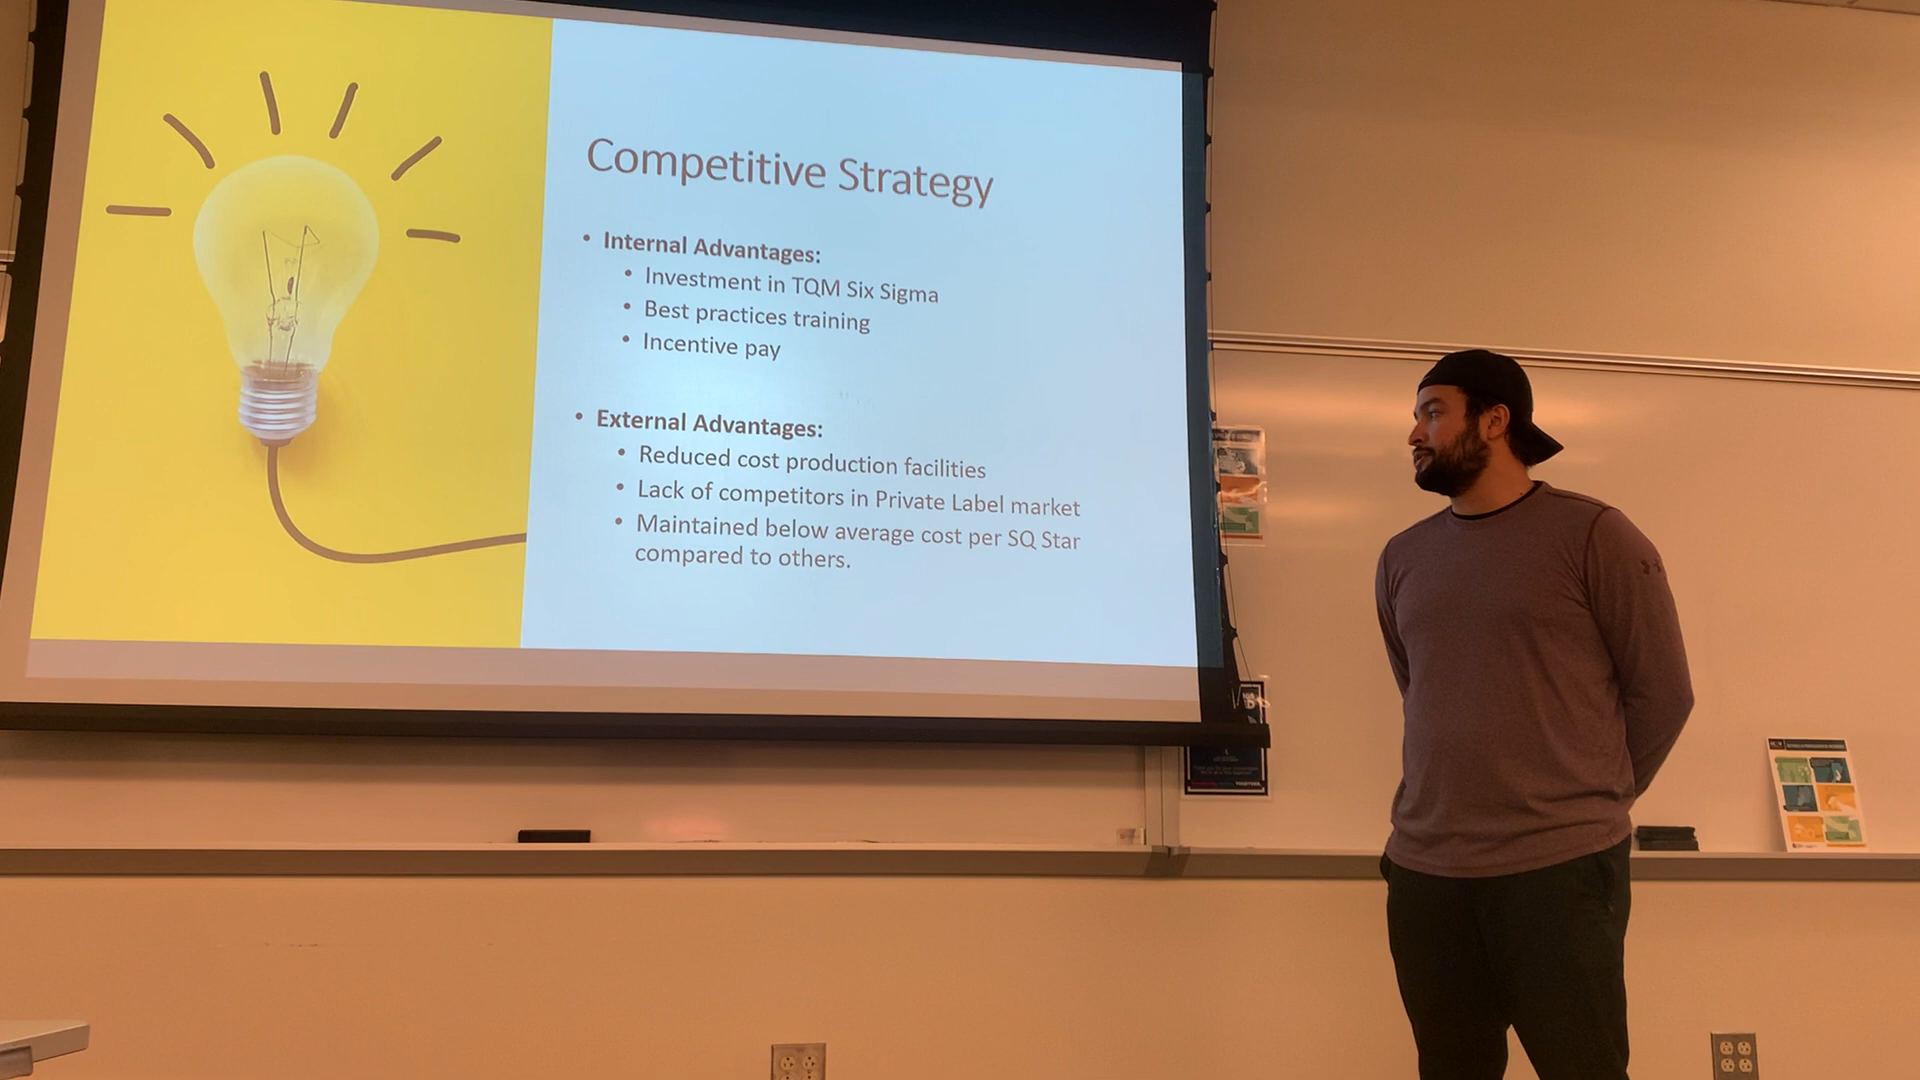 Competitive Strategy
• Internal Advantages:
• Investment in TQM Six Sigma
• Best practices training
• Incentive pay
• External Advantages:
• Reduced cost production facilities
• Lack of competitors in Private Label market
• Maintained below average cost per SQ Star
compared to others.